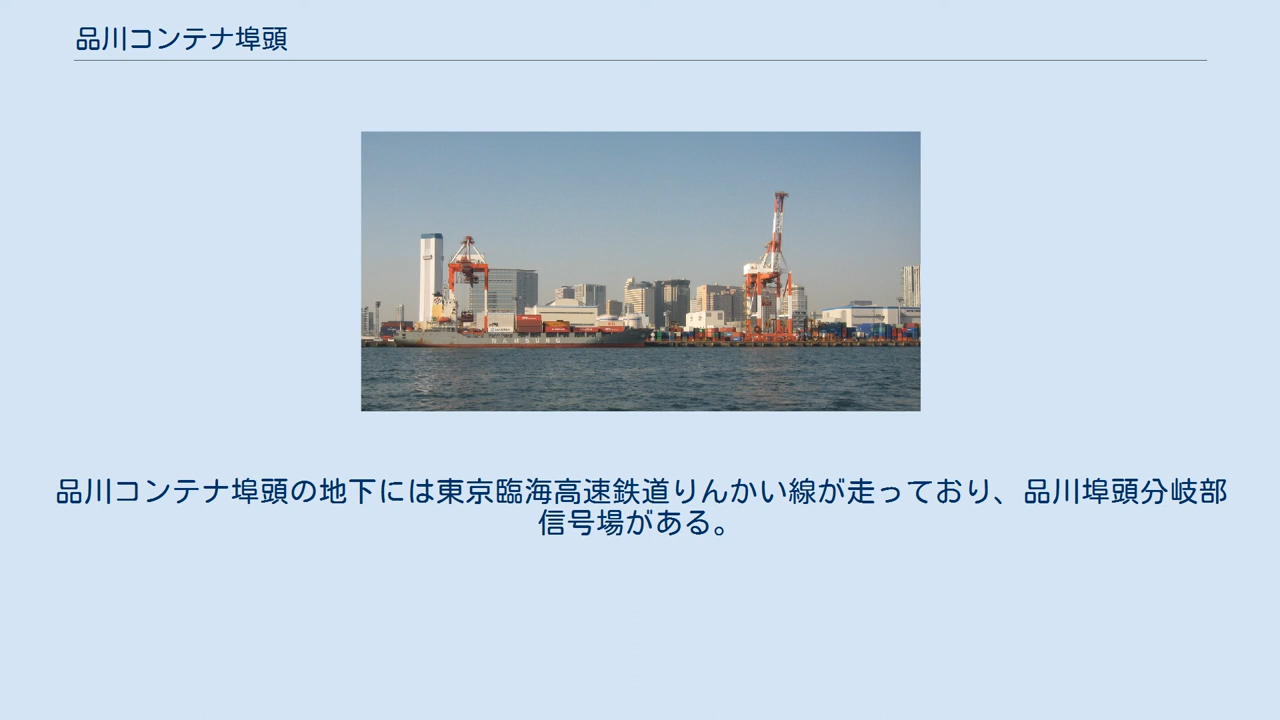 品川コンテナ埠頭
NAMSUNG
品川コンテナ埠頭の地下には東京臨海高速鉄道りんかい線が走っており、品川埠頭分岐部
信号場がある。